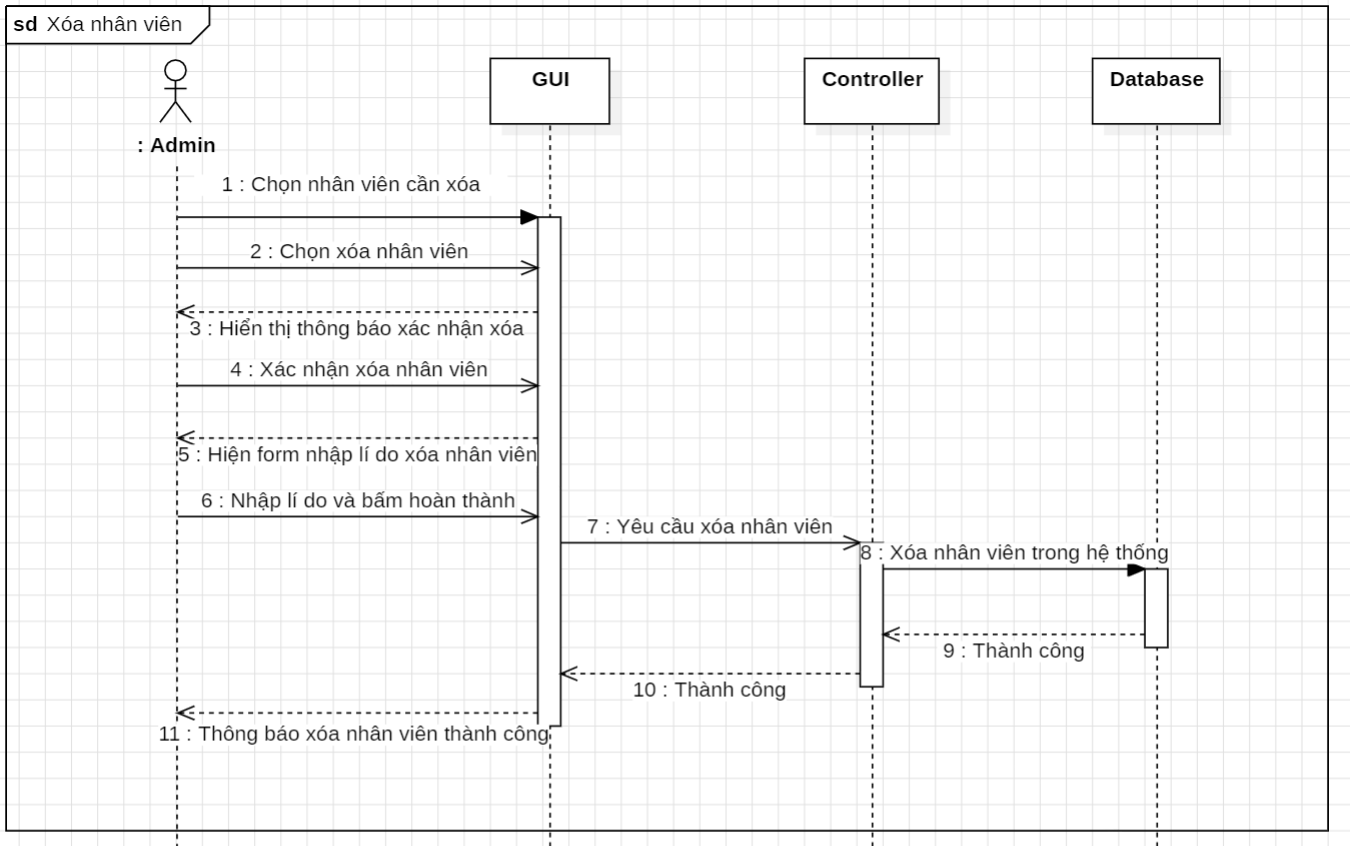 sd Xóa nhân viên
GUI
Controller
Database
: Admin
1 : Chọn nhân viên cần xóa
2 : Chọn xóa nhân viên
3 : Hiển thị thông báo xác nhận xóa
4 : Xác nhận xóa nhân viên
5 : Hiện form nhập lí do xóa nhân viên
6 : Nhập lí do và bấm hoàn thành
7 : Yêu cầu xóa nhân viên
8 : Xóa nhân viên trong hệ thống
9 : Thành công
10 : Thành công
11 : Thông báo xóa nhân viên thành công